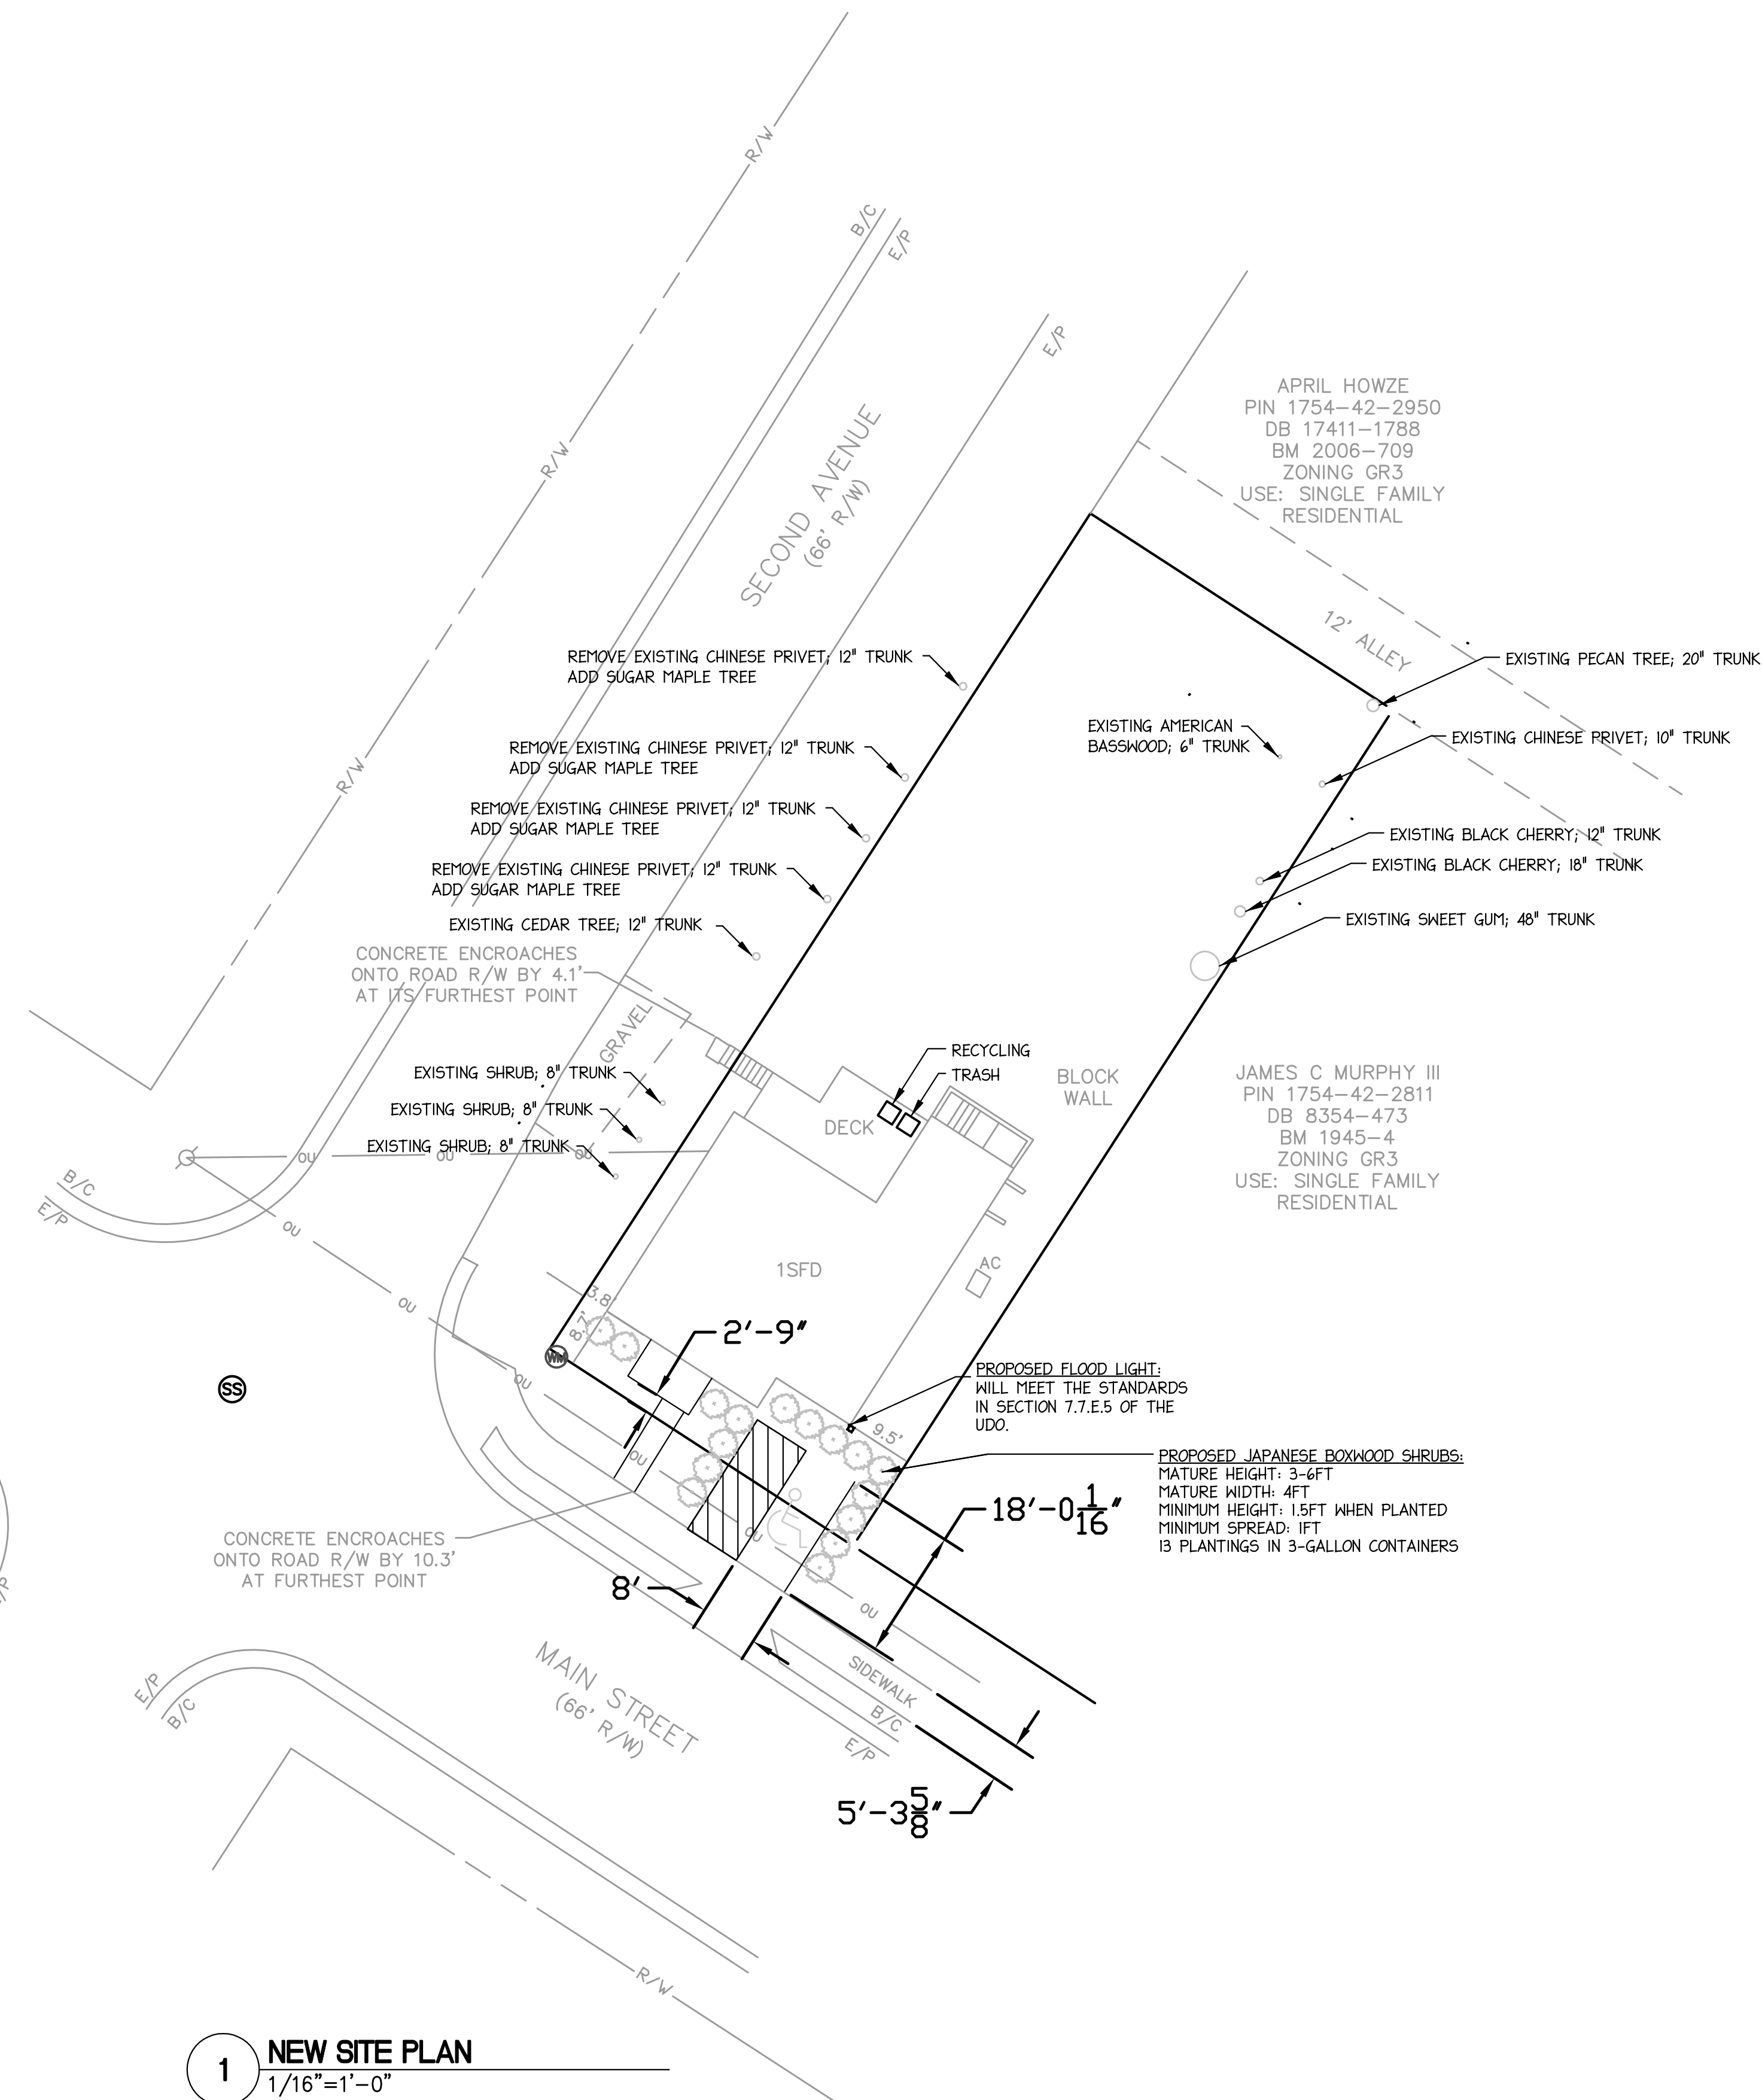 R/W
B/C
E/P
E/P
APRIL HOWZE
PIN 1754-42-2950
DB 17411-1788
BM 2006-709
ZONING GR3
USE: SINGLE FAMILY
RESIDENTIAL
R/W
SECOND AVENUE
(66' R/W)
12' ALLEY
REMOVE EXISTING CHINESE PRIVET; 12" TRUNK
ADD SUGAR MAPLE TREE
EXISTING PECAN TREE; 20" TRUNK
EXISTING AMERICAN
BASSWOOD; 6" TRUNK
EXISTING CHINESE PRIVET; 10" TRUNK
REMOVE EXISTING CHINESE PRIVET; 12" TRUNK
ADD SUGAR MAPLE TREE
R/W
REMOVE EXISTING CHINESE PRIVET; 12" TRUNK
ADD SUGAR MAPLE TREE
EXISTING BLACK CHERRY; 12" TRUNK
EXISTING BLACK CHERRY; 18" TRUNK
REMOVE EXISTING CHINESE PRIVET; 12" TRUNK
ADD SUGAR MAPLE TREE
EXISTING SWEET GUM; 48" TRUNK
EXISTING CEDAR TREE; 12" TRUNK
CONCRETE ENCROACHES
ONTO ROAD R/W BY 4.1'
AT ITS FURTHEST POINT
GRAVEL
RECYCLING
TRASH
BLOCK
WALL
DECK
JAMES C MURPHY III
PIN 1754-42-2811
DB 8354-473
BM 1945-4
ZONING GR3
USE: SINGLE FAMILY
RESIDENTIAL
EXISTING SHRUB; 8" TRUNK
EXISTING SHRUB; 8" TRUNK
EXISTING SHRUB; 8" TRUNK
OU
OU
OU
B/C
E/P
OU
OU
1SFD
AC
3.8'
8.7'
WM
2'-9"
OU
SS
PROPOSED FLOOD LIGHT:
WILL MEET THE STANDARDS
IN SECTION 7.7.E.5 OF THE
UDO.
9.5'
OU
PROPOSED JAPANESE BOXWOOD SHRUBS:
MATURE HEIGHT: 3-6FT
MATURE WIDTH: 4FT
MINIMUM HEIGHT: 1.5FT WHEN PLANTED
MINIMUM SPREAD: 1FT
13 PLANTINGS IN 3-GALLON CONTAINERS
18'-0 1/16"
OU
CONCRETE ENCROACHES
ONTO ROAD R/W BY 10.3'
AT FURTHEST POINT
8'
OU
SIDEWALK
B/C
E/P
MAIN STREET
(66' R/W)
E/P
B/C
E/P
5'-3 5/8"
R/W
1
NEW SITE PLAN
1/16"=1'-0"